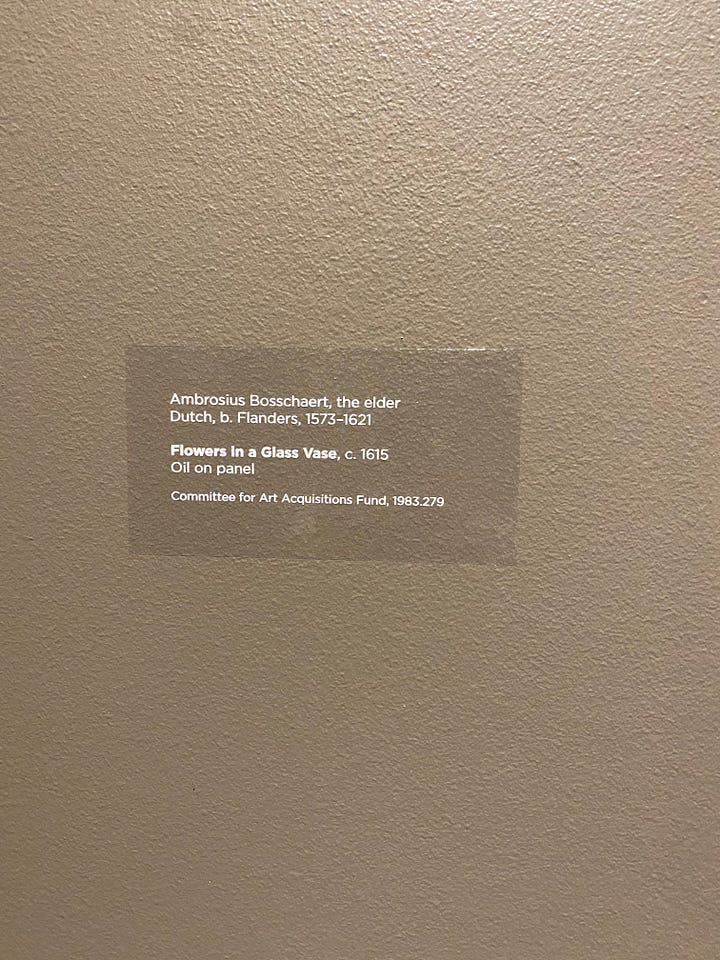 Ambrosius Bosschaert, the elder
Dutch, b. Flanders, 1573–1621
Flowers in a Glass Vase, c. 1615
Oil on panel
Committee for Art Acquisitions Fund, 1983.279